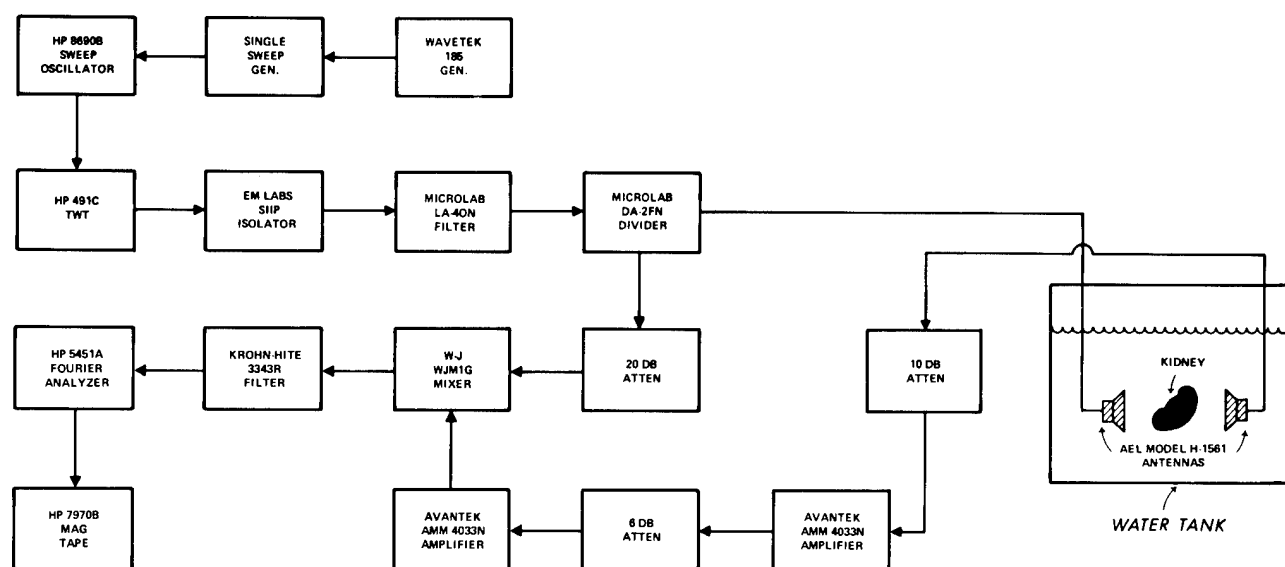 HP 8690B
SWEEP
OSCILLATOR
SINGLE
SWEEP
GEN.
WAVETEK
185
GEN.
HP 491C
TWT
EM LABS
SIIP
ISOLATOR
MICROLAB
LA-40N
FILTER
MICROLAB
DA-2FN
DIVIDER
HP 5451A
FOURIER
ANALYZER
KROHN-HITE
3343R
FILTER
W-J
WJM1G
MIXER
20 DB
ATTEN
10 DB
ATTEN
KIDNEY
AEL MODEL H-1561
ANTENNAS
HP 7970B
MAG
TAPE
AVANTEK
AMM 4033N
AMPLIFIER
6 DB
ATTEN
AVANTEK
AMM 4033N
AMPLIFIER
WATER TANK